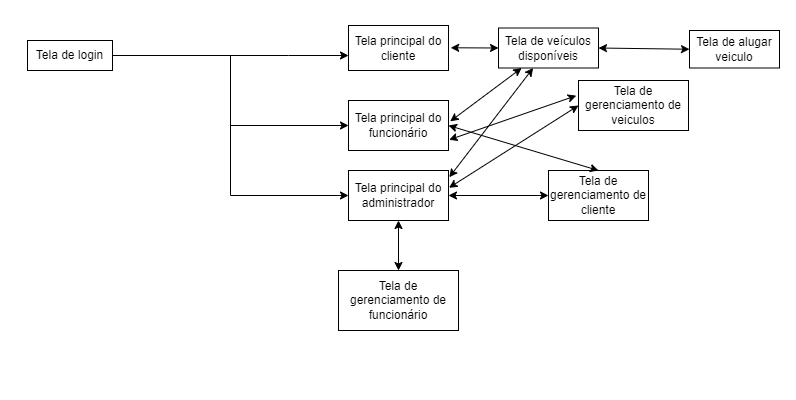 Tela de login
Tela principal do
cliente
Tela de veículos
disponíveis
Tela de alugar
veiculo
Tela principal do
funcionário
Tela de
gerenciamento de
veiculos
Tela principal do
administrador
Tela de
gerenciamento de
cliente
Tela de
gerenciamento de
funcionário